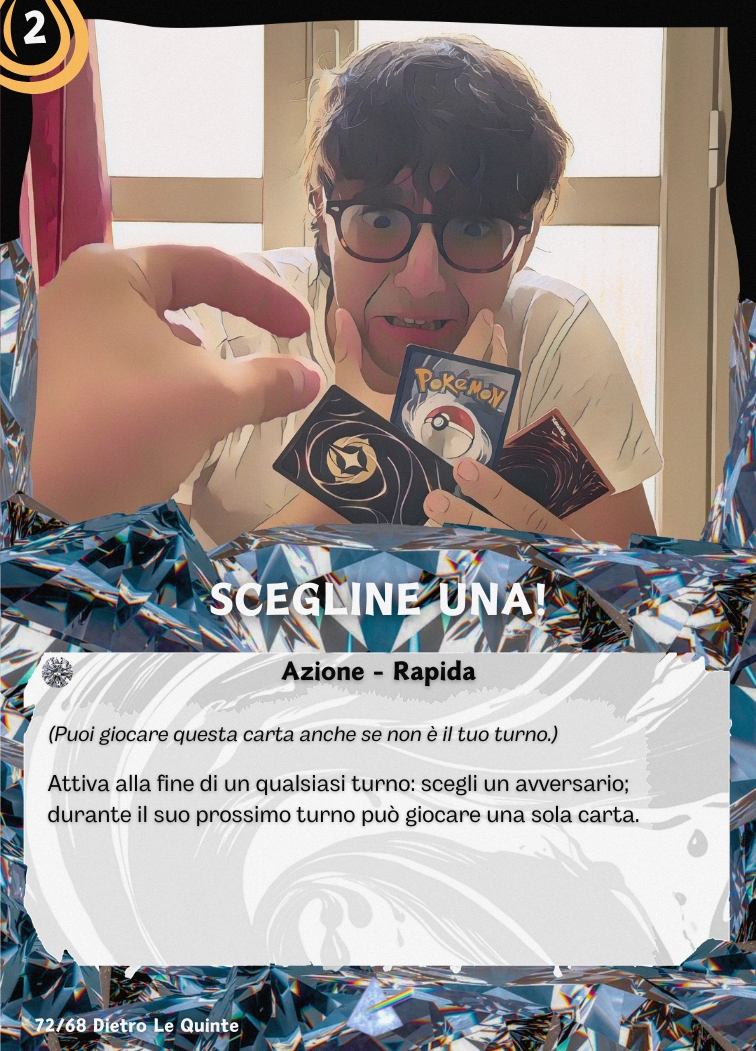 2
POKéMON
SCEGLINE UNA!
Azione - Rapida
(Puoi giocare questa carta anche se non è il tuo turno.)
Attiva alla fine di un qualsiasi turno: scegli un avversario;
durante il suo prossimo turno può giocare una sola carta.
72/68 Dietro Le Quinte